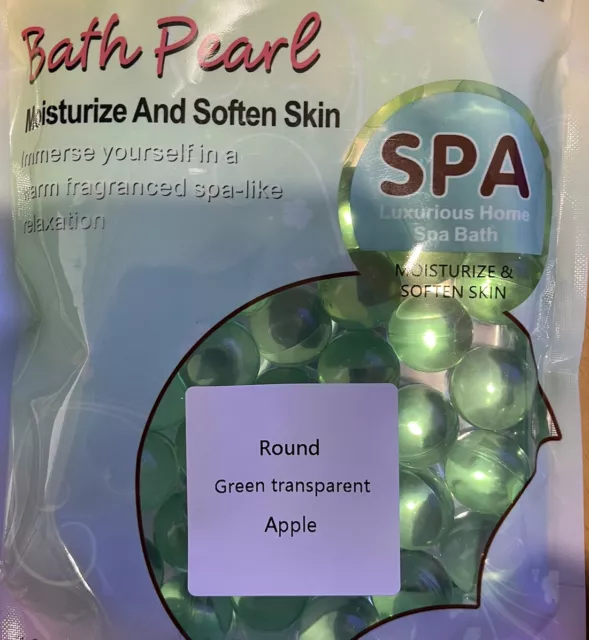 Bath Pearl
Moisturize And Soften Skin
Immerse yourself in a
warm fragranced spa-like
relaxation
SPA
Luxurious Home
Spa Bath
MOISTURIZE &
SOFTEN SKIN
Round
Green transparent
Apple